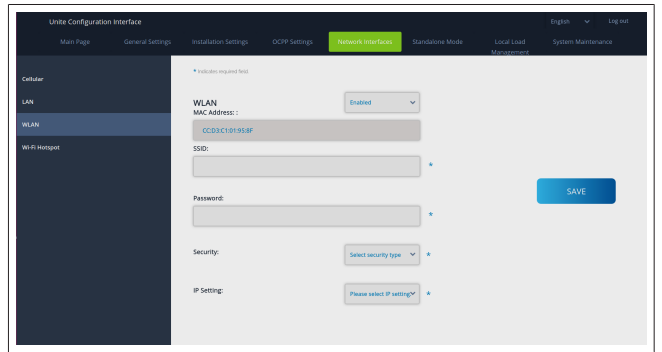 Unite Configuration Interface
English
Log out
Main Page
General Settings
Installation Settings
OCPP Settings
Network Interfaces
Standalone Mode
Local Load
Management
System Maintenance
Cellular
LAN
WLAN
Wi-Fi Hotspot
* Indicates required field.
WLAN
Enabled
MAC Address: :
CC:D3:C1:01:95:8F
SSID:
*
Password:
*
SAVE
Security:
Select security type
*
IP Setting:
Please select IP setting
*